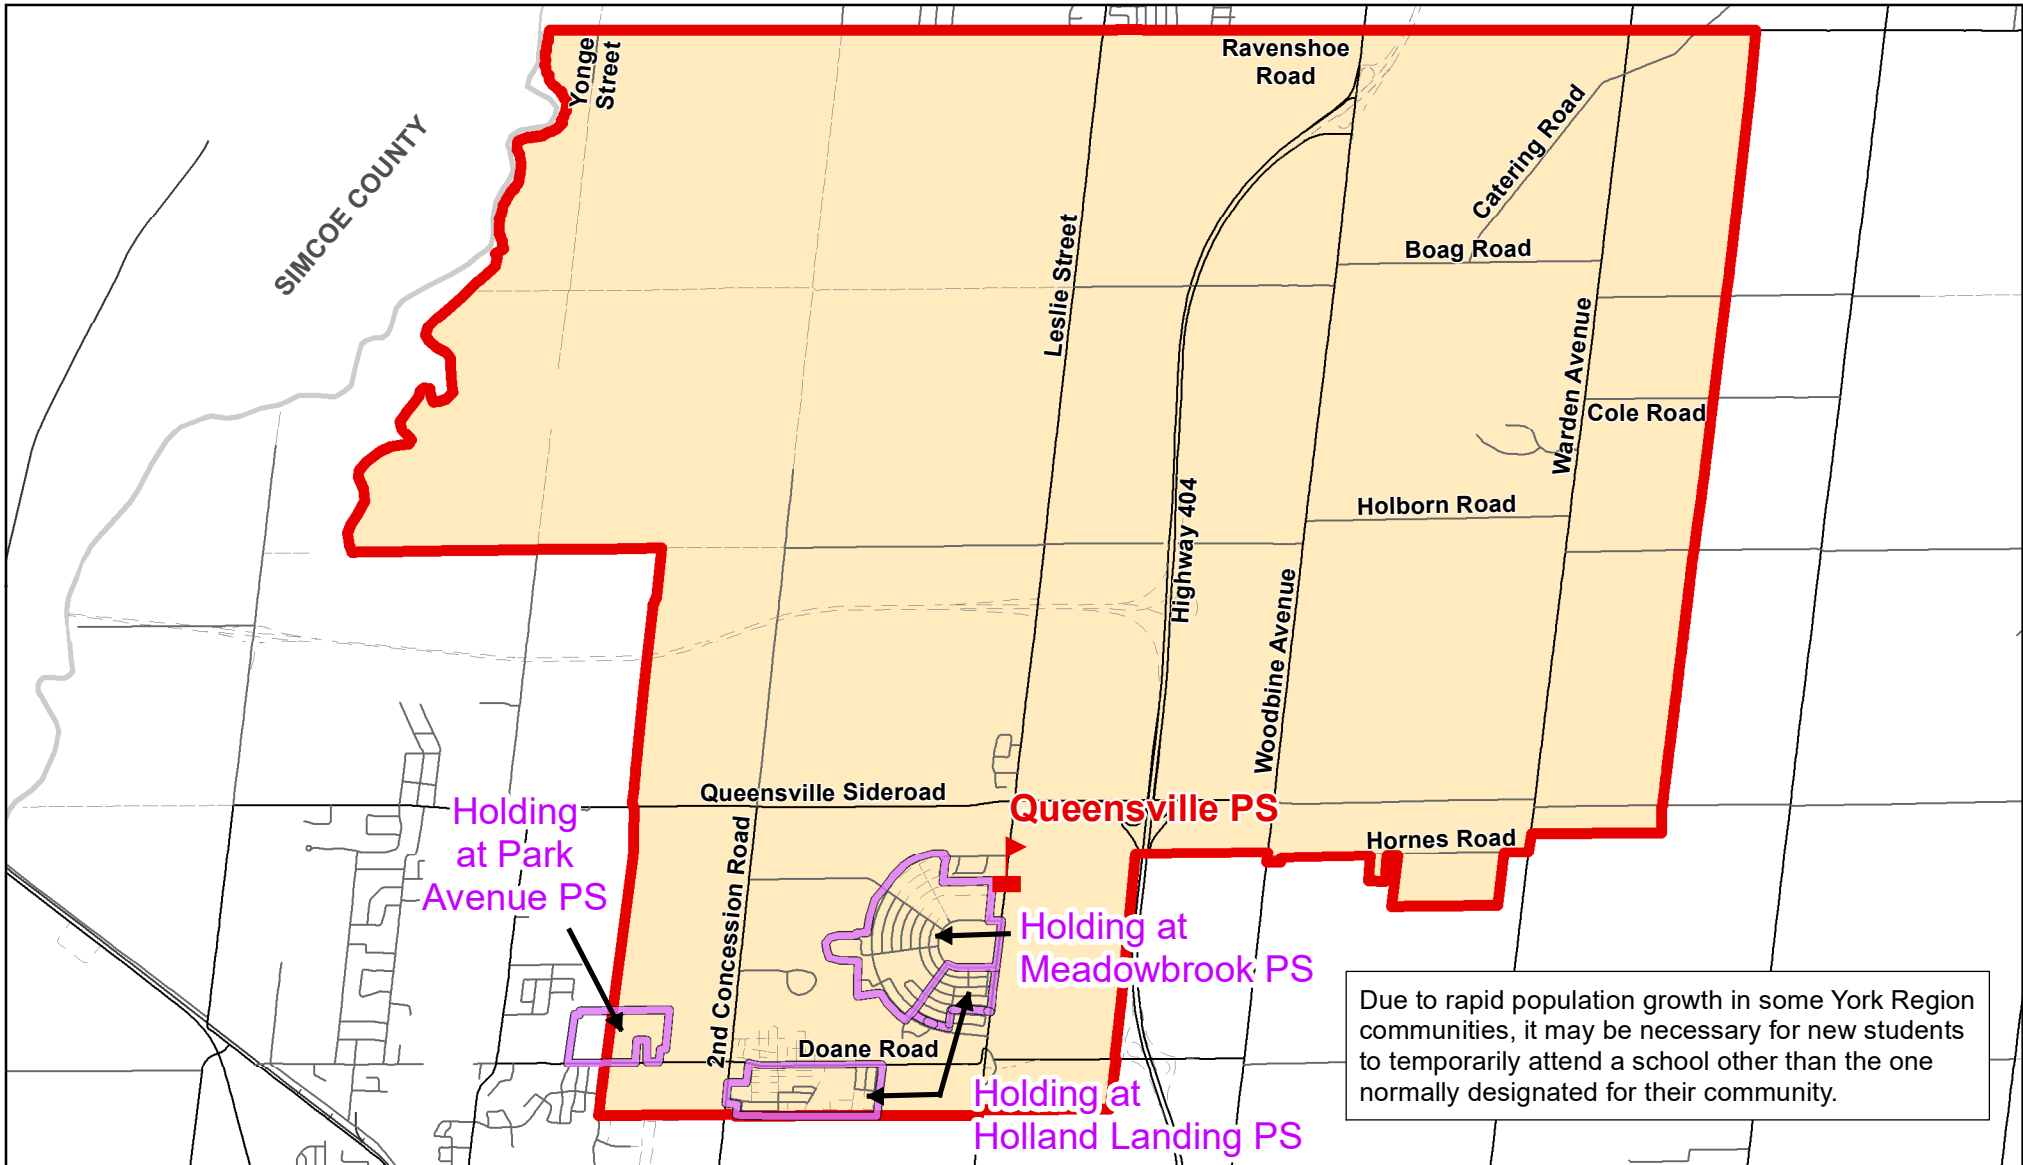 Ravenshoe
Road
Yonge
Street
SIMCOE COUNTY
Catering Road
Boag Road
Leslie Street
Warden Avenue
Cole Road
Holborn Road
Highway 404
Woodbine Avenue
Queensville Sideroad
Queensville PS
Hornes Road
Holding
at Park
Avenue PS
2nd Concession Road
Holding at
Meadowbrook PS
Doane Road
Holding at
Holland Landing PS
Due to rapid population growth in some York Region
communities, it may be necessary for new students
to temporarily attend a school other than the one
normally designated for their community.